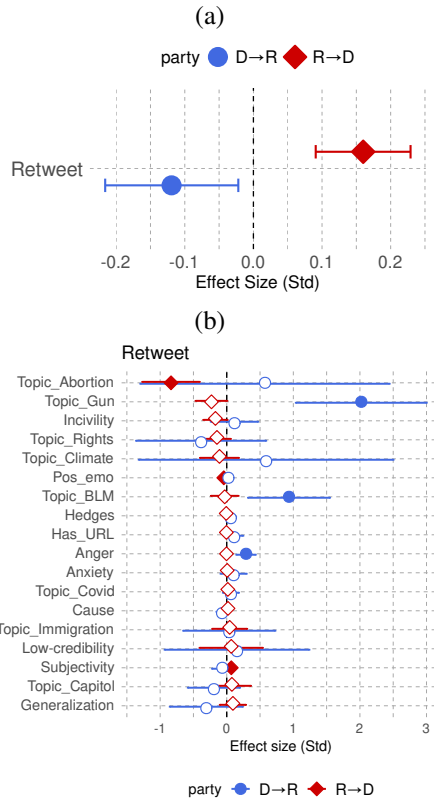 (a)
party D→R R→D
Retweet
-0.2 -0.1 0.0 0.1 0.2
Effect Size (Std)
(b)
Retweet
Topic_Abortion
Topic_Gun
Incivility
Topic_Rights
Topic_Climate
Pos_emo
Topic_BLM
Hedges
Has_URL
Anger
Anxiety
Topic_Covid
Cause
Topic_Immigration
Low-credibility
Subjectivity
Topic_Capitol
Generalization
-1 0 1 2 3
Effect size (Std)
party D→R R→D